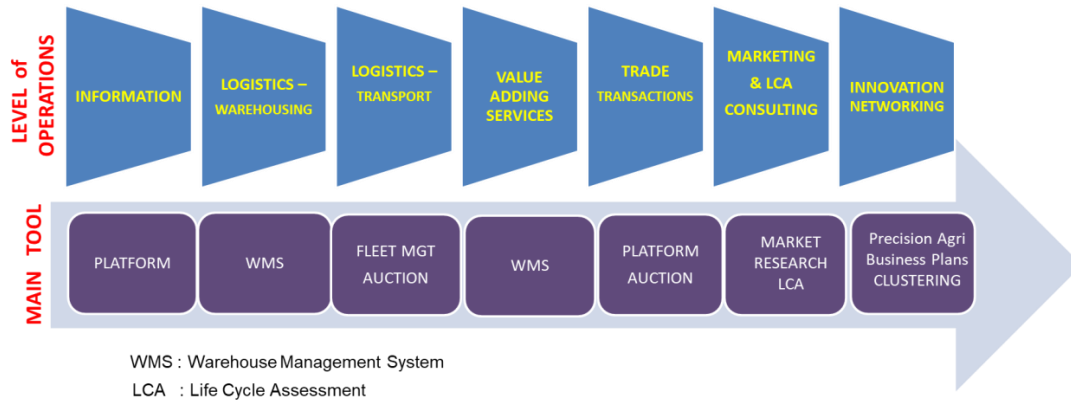 LEVEL of
OPERATIONS
INFORMATION
LOGISTICS –
WAREHOUSING
LOGISTICS –
TRANSPORT
VALUE
ADDING
SERVICES
TRADE
TRANSACTIONS
MARKETING
& LCA
CONSULTING
INNOVATION
NETWORKING
MAIN TOOL
PLATFORM
WMS
FLEET MGT
AUCTION
WMS
PLATFORM
AUCTION
MARKET
RESEARCH
LCA
Precision Agri
Business Plans
CLUSTERING
WMS : Warehouse Management System
LCA : Life Cycle Assessment